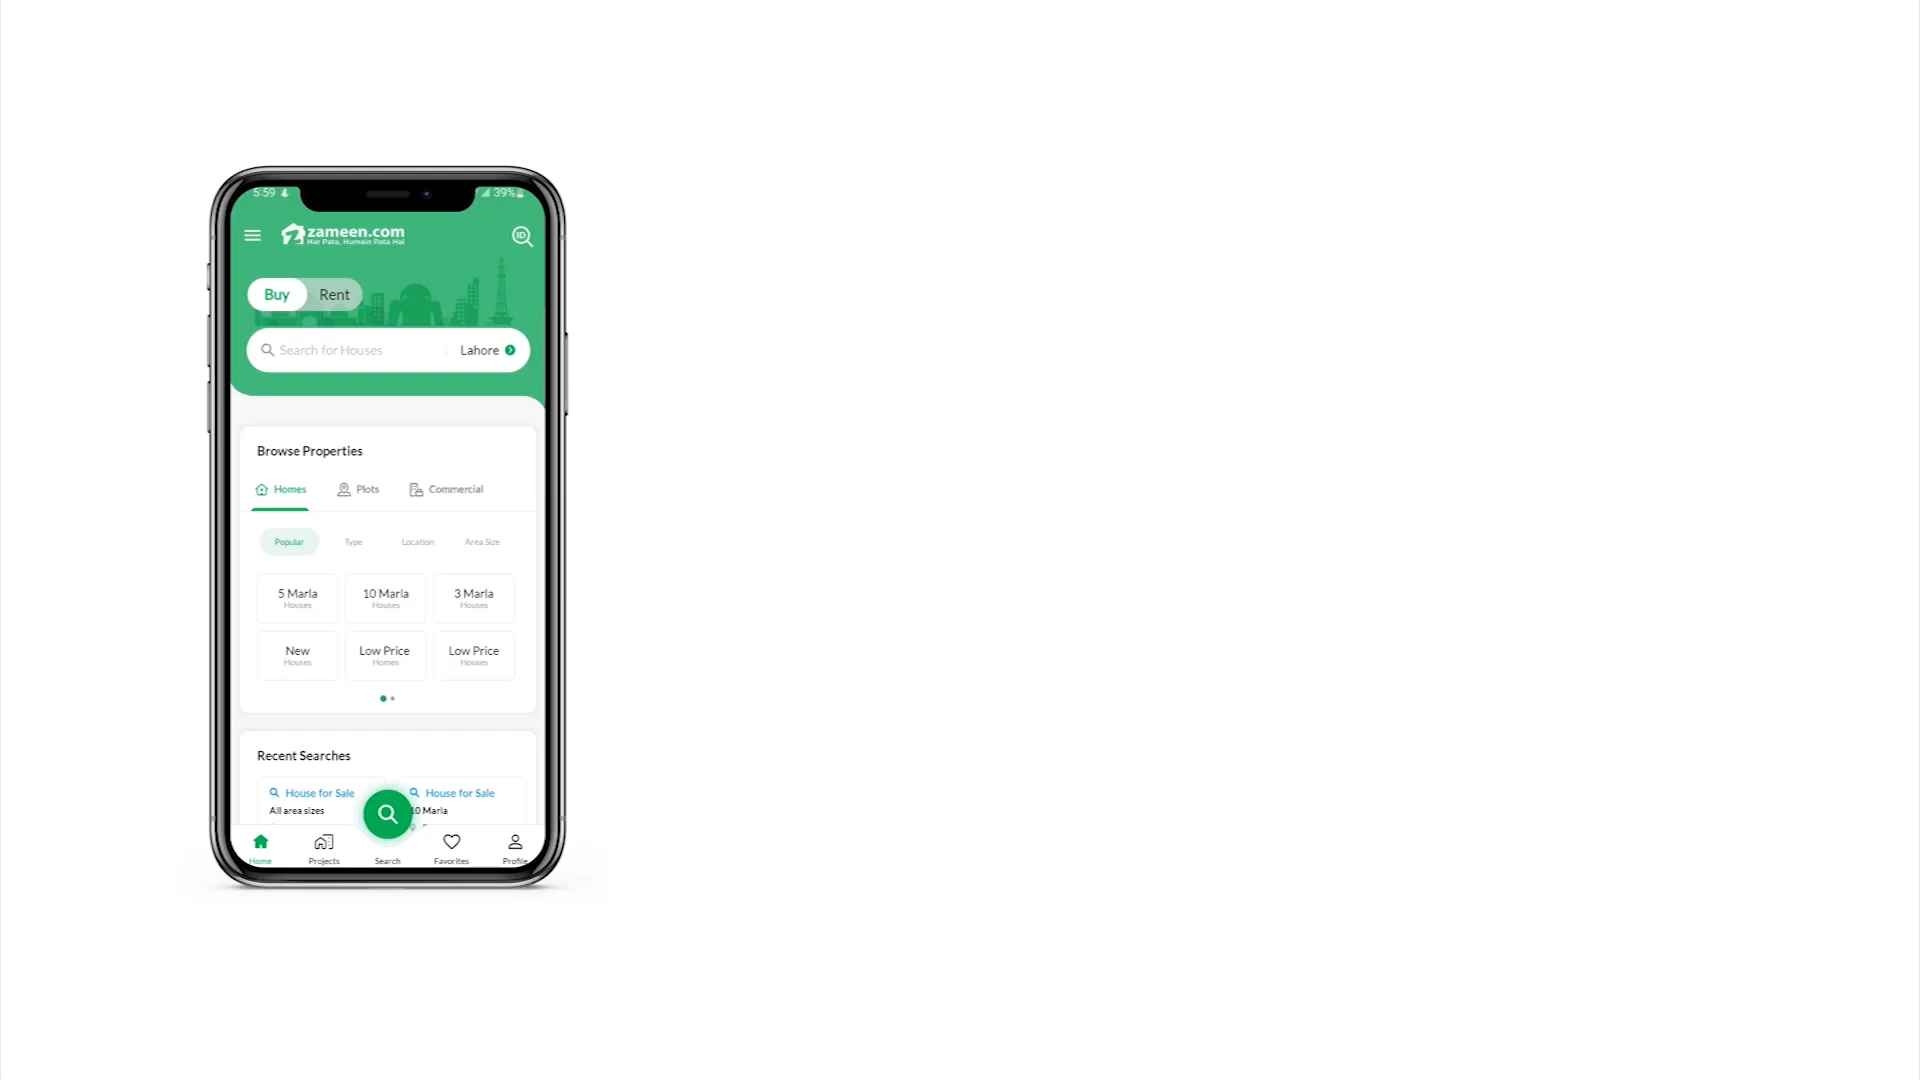 5:59
39%
zameen.com
Har Pata, Humain Pata Hai
ID
Buy Rent
Search for Houses Lahore
Browse Properties
Homes Plots Commercial
Popular Type Location Area Size
5 Marla 10 Marla 3 Marla
Houses Houses Houses
New Low Price Low Price
Houses Homes Houses
Recent Searches
House for Sale House for Sale
All area sizes 10 Marla
Home Projects Search Favorites Profile